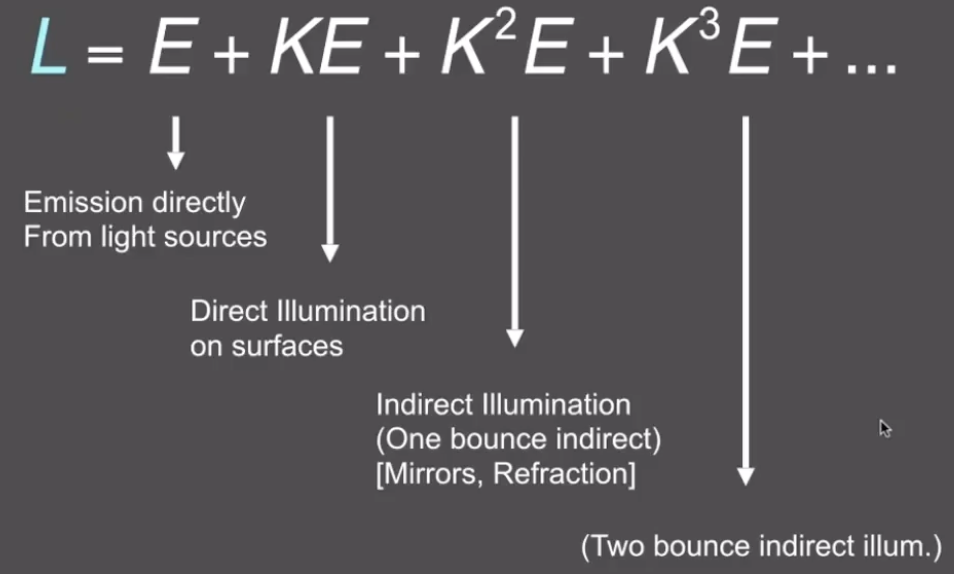 L = E + KE + K²E + K³E + ...
Emission directly
From light sources
Direct Illumination
on surfaces
Indirect Illumination
(One bounce indirect)
[Mirrors, Refraction]
(Two bounce indirect illum.)